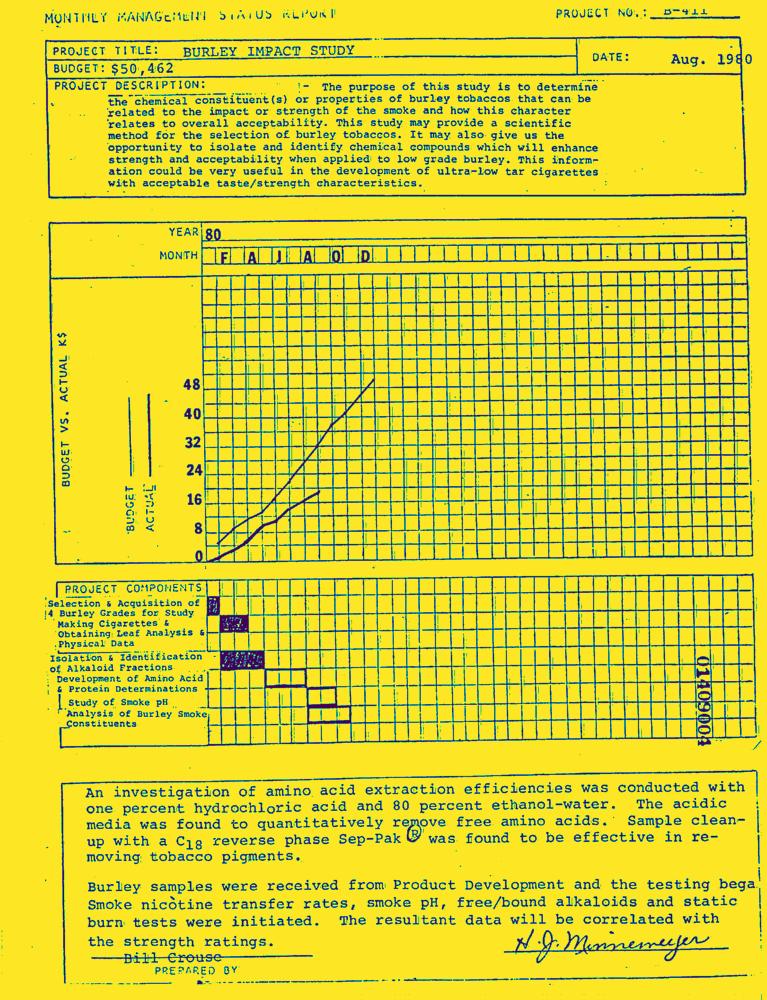 MONTHLY MANAGEMENT STATUS REPORT
PROJECT NO.: B-411
PROJECT TITLE: BURLEY IMPACT STUDY
DATE: Aug. 1980
BUDGET: $50,462
PROJECT DESCRIPTION: - The purpose of this study is to determine
the chemical constituent(s) or properties of burley tobaccos that can be
related to the impact or strength of the smoke and how this character
relates to overall acceptability. This study may provide a scientific
method for the selection of burley tobaccos. It may also give us the
opportunity to isolate and identify chemical compounds which will enhance
strength and acceptability when applied to low grade burley. This inform-
ation could be very useful in the development of ultra-low tar cigarettes
with acceptable taste/strength characteristics.
YEAR 80
MONTH F A J A O D
BUDGET VS. ACTUAL K$
BUDGET
ACTUAL
48
40
32
24
16
8
0
PROJECT COMPONENTS
Selection & Acquisition of
4 Burley Grades for Study
Making Cigarettes &
Obtaining Leaf Analysis &
Physical Data
Isolation & Identification
of Alkaloid Fractions
Development of Amino Acid
& Protein Determinations
Study of Smoke pH
Analysis of Burley Smoke
Constituents
01409004
An investigation of amino acid extraction efficiencies was conducted with
one percent hydrochloric acid and 80 percent ethanol-water. The acidic
media was found to quantitatively remove free amino acids. Sample clean-
up with a C18 reverse phase Sep-Pak ® was found to be effective in re-
moving tobacco pigments.
Burley samples were received from Product Development and the testing bega
Smoke nicotine transfer rates, smoke pH, free/bound alkaloids and static
burn tests were initiated. The resultant data will be correlated with
the strength ratings.
H. J. Minnemeyer
Bill Crouse
PREPARED BY